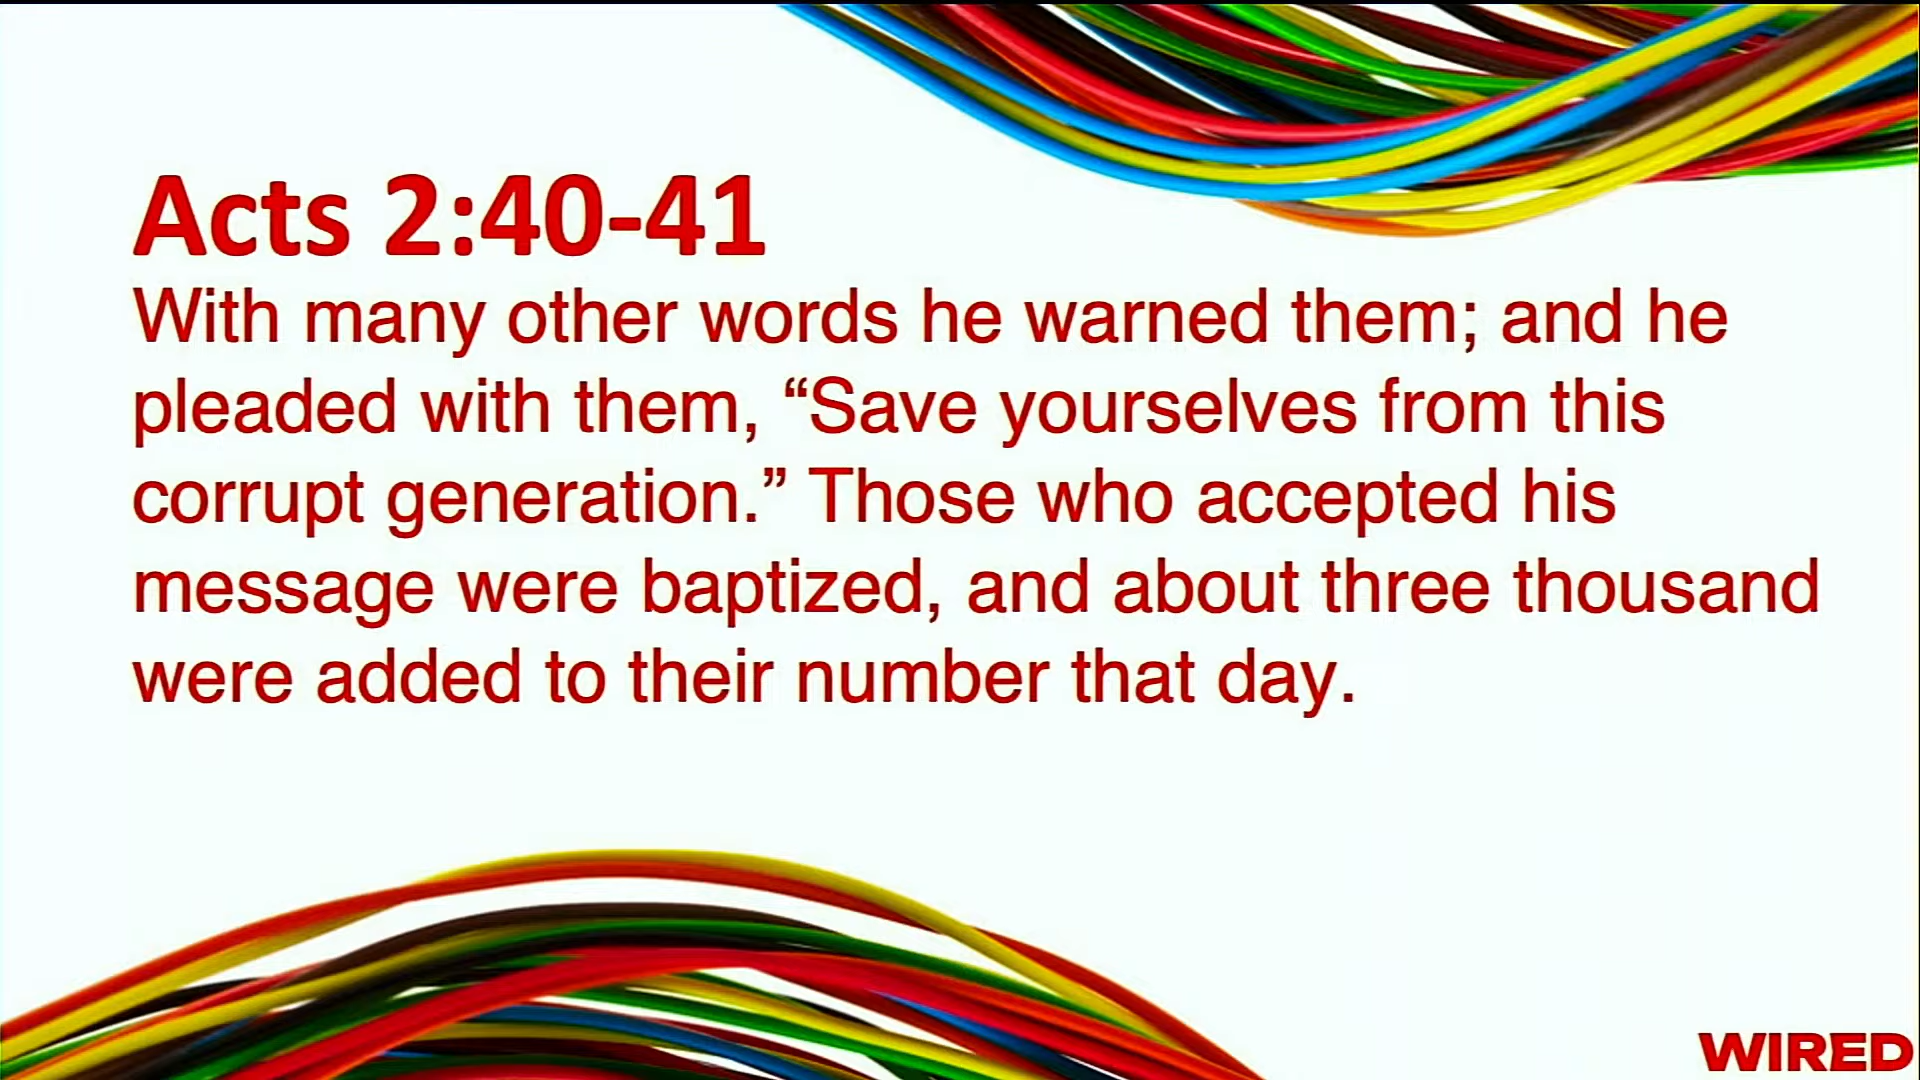 Acts 2:40-41
With many other words he warned them; and he
pleaded with them, “Save yourselves from this
corrupt generation.” Those who accepted his
message were baptized, and about three thousand
were added to their number that day.
WIRED